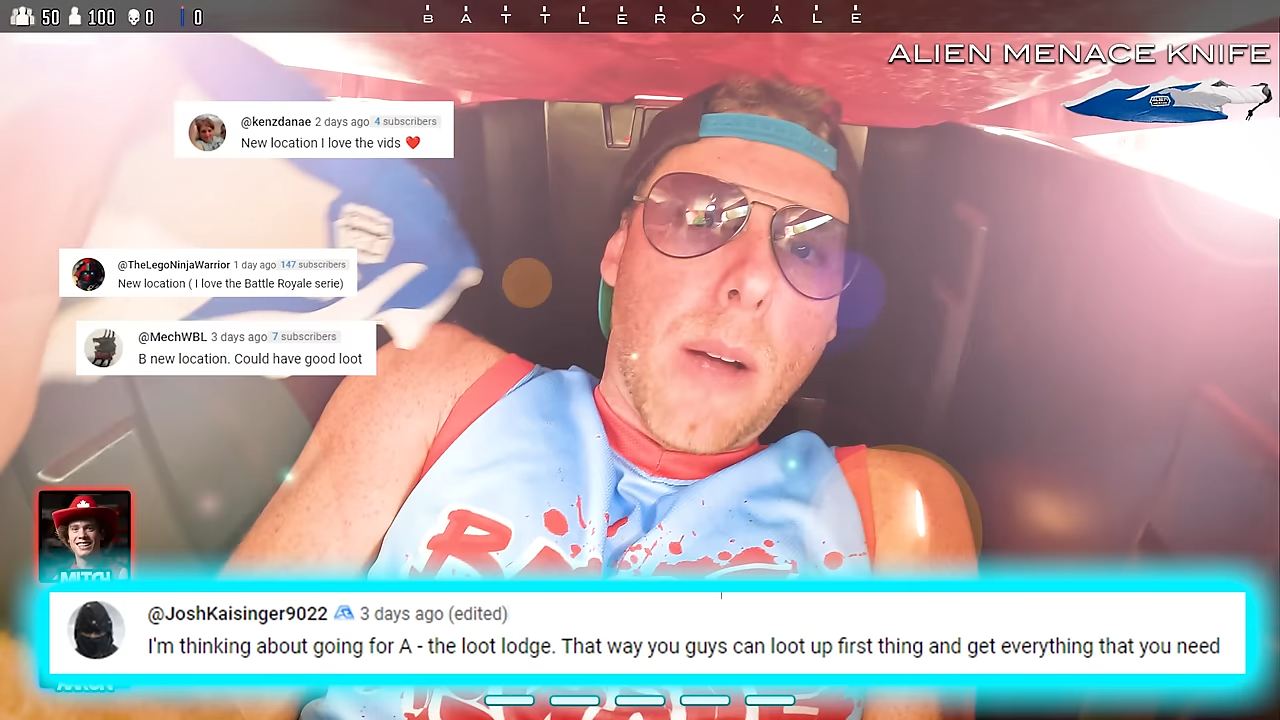 50 100 0 0
BATTLEROYALE
ALIEN MENACE KNIFE
@kenzdanae 2 days ago 4 subscribers
New location I love the vids ❤️
@TheLegoNinjaWarrior 1 day ago 147 subscribers
New location ( I love the Battle Royale serie)
@MechWBL 3 days ago 7 subscribers
B new location. Could have good loot
MITCH
@JoshKaisinger9022 3 days ago (edited)
I'm thinking about going for A - the loot lodge. That way you guys can loot up first thing and get everything that you need